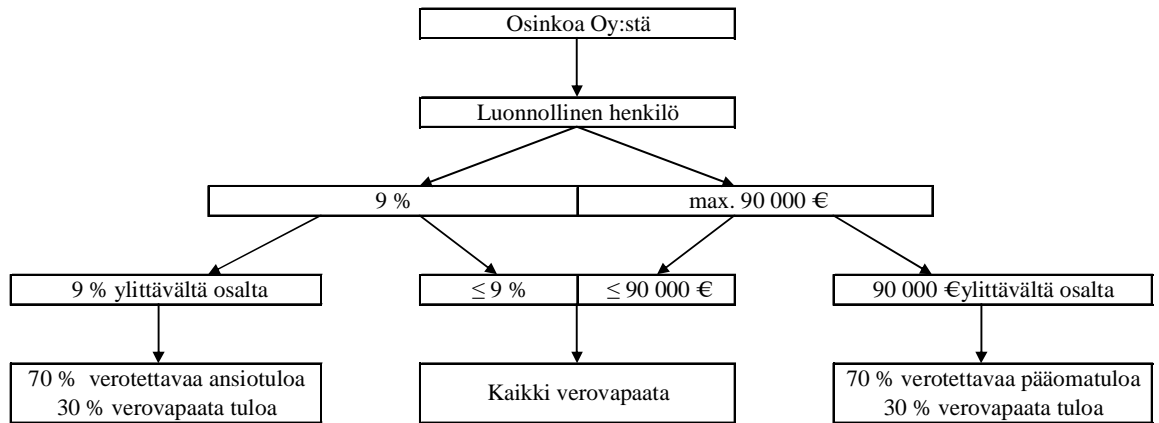 Osinkoa Oy:stä
Luonnollinen henkilö
9 %
max. 90 000 €
9 % ylittävältä osalta
≤ 9 %
≤ 90 000 €
90 000 €ylittävältä osalta
70 % verotettavaa ansiotuloa
30 % verovapaata tuloa
Kaikki verovapaata
70 % verotettavaa pääomatuloa
30 % verovapaata tuloa